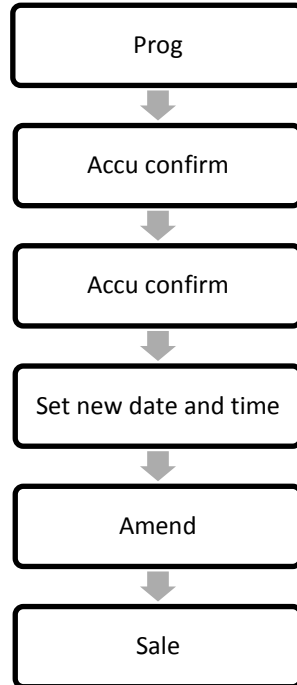 Prog
Accu confirm
Accu confirm
Set new date and time
Amend
Sale